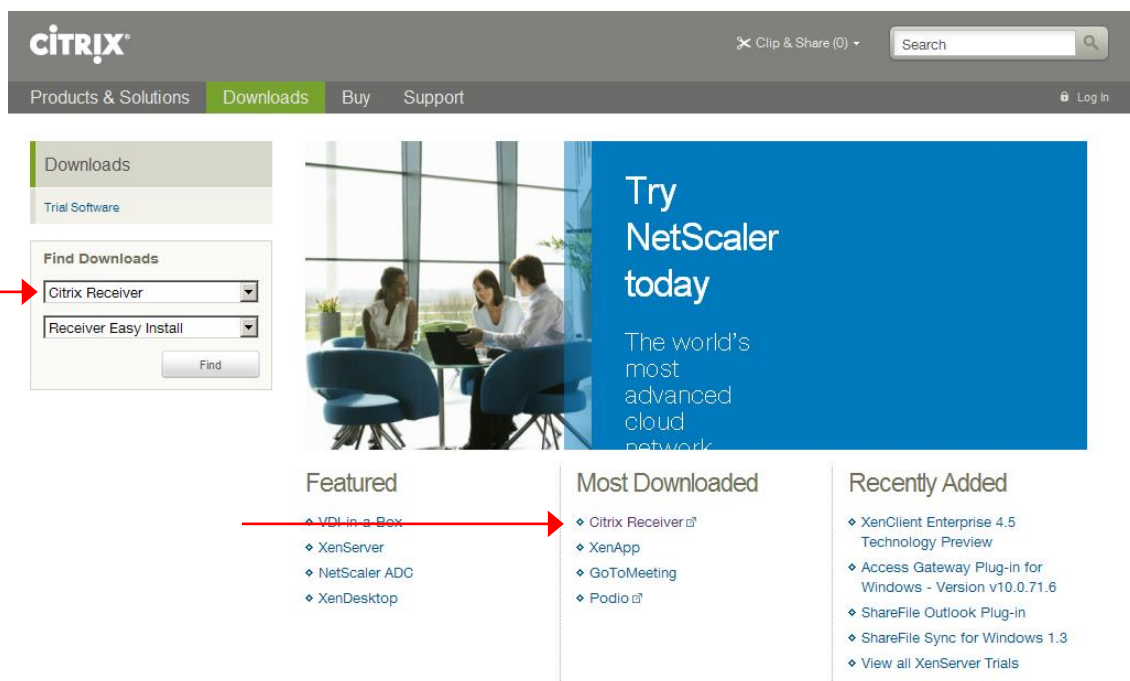 CİTRIX®
Clip & Share (0)
Search
Products & Solutions Downloads Buy Support
Log In
Downloads
Trial Software
Find Downloads
Citrix Receiver
Receiver Easy Install
Find
Try
NetScaler
today
The world's
most
advanced
cloud
network
Featured
VDI-in-a-Box
XenServer
NetScaler ADC
XenDesktop
Most Downloaded
Citrix Receiver
XenApp
GoToMeeting
Podio
Recently Added
XenClient Enterprise 4.5
Technology Preview
Access Gateway Plug-in for
Windows - Version v10.0.71.6
ShareFile Outlook Plug-in
ShareFile Sync for Windows 1.3
View all XenServer Trials